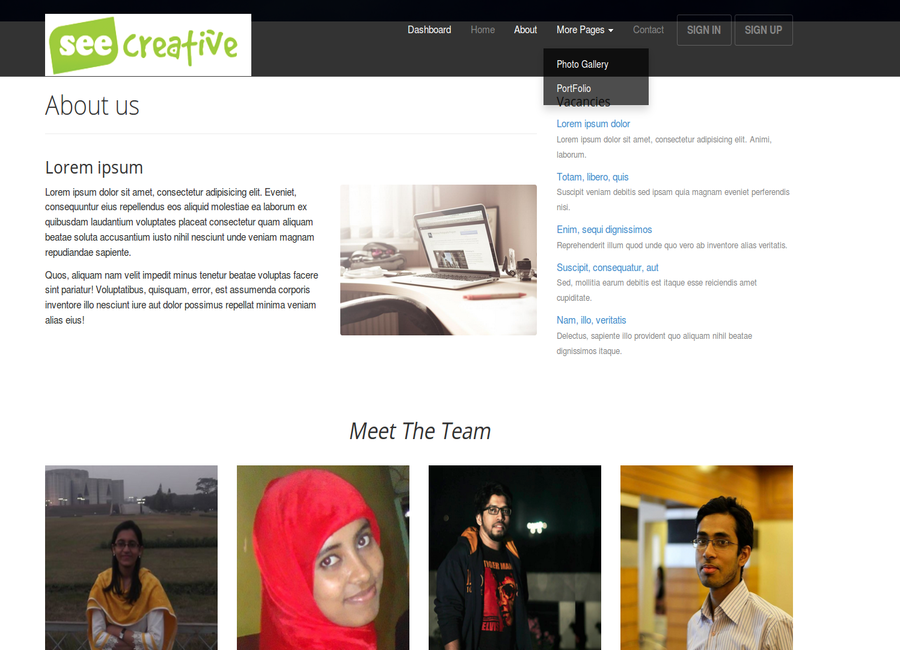 see creative
Dashboard Home About More Pages Contact SIGN IN SIGN UP
Photo Gallery
PortFolio
About us
Lorem ipsum
Lorem ipsum dolor sit amet, consectetur adipisicing elit. Eveniet,
consequuntur eius repellendus eos aliquid molestiae ea laborum ex
quibusdam laudantium voluptates placeat consectetur quam aliquam
beatae soluta accusantium iusto nihil nesciunt unde veniam magnam
repudiandae sapiente.
Quos, aliquam nam velit impedit minus tenetur beatae voluptas facere
sint pariatur! Voluptatibus, quisquam, error, est assumenda corporis
inventore illo nesciunt iure aut dolor possimus repellat minima veniam
alias eius!
Vacancies
Lorem ipsum dolor
Lorem ipsum dolor sit amet, consectetur adipisicing elit. Animi,
laborum.
Totam, libero, quis
Suscipit veniam debitis sed ipsam quia magnam eveniet perferendis
nisi.
Enim, sequi dignissimos
Reprehenderit illum quod unde quo vero ab inventore alias veritatis.
Suscipit, consequatur, aut
Sed, mollitia earum debitis est itaque esse reiciendis amet
cupiditate.
Nam, illo, veritatis
Delectus, sapiente illo provident quo aliquam nihil beatae
dignissimos itaque.
Meet The Team